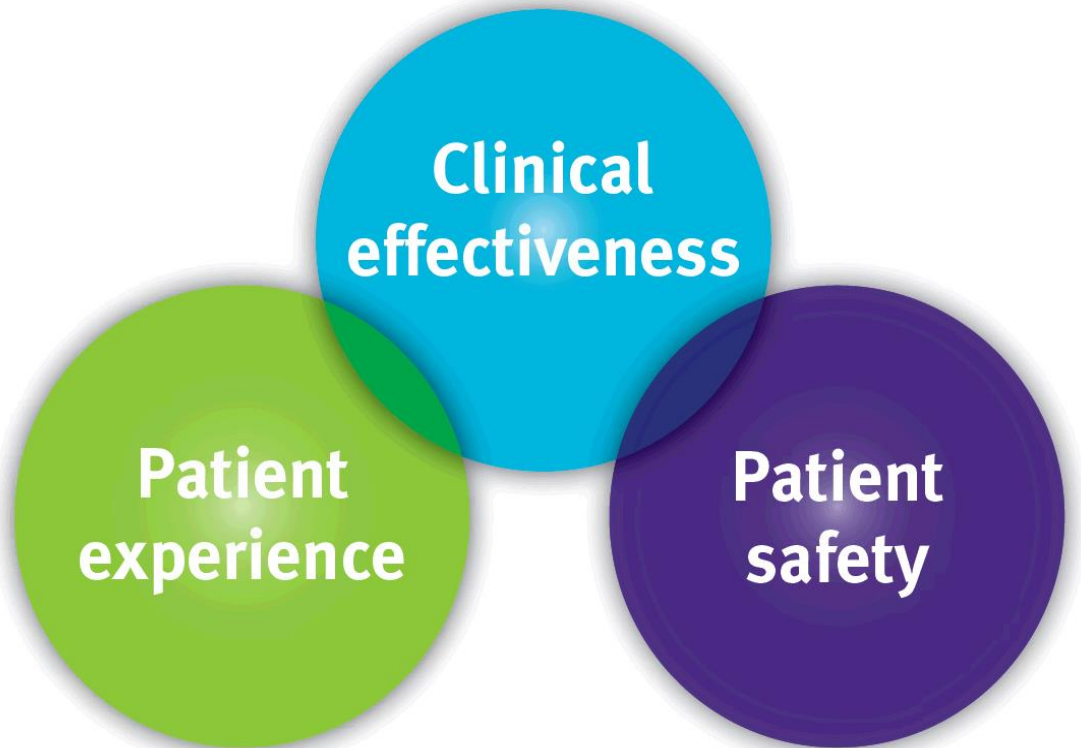 Clinical
effectiveness
Patient
experience
Patient
safety